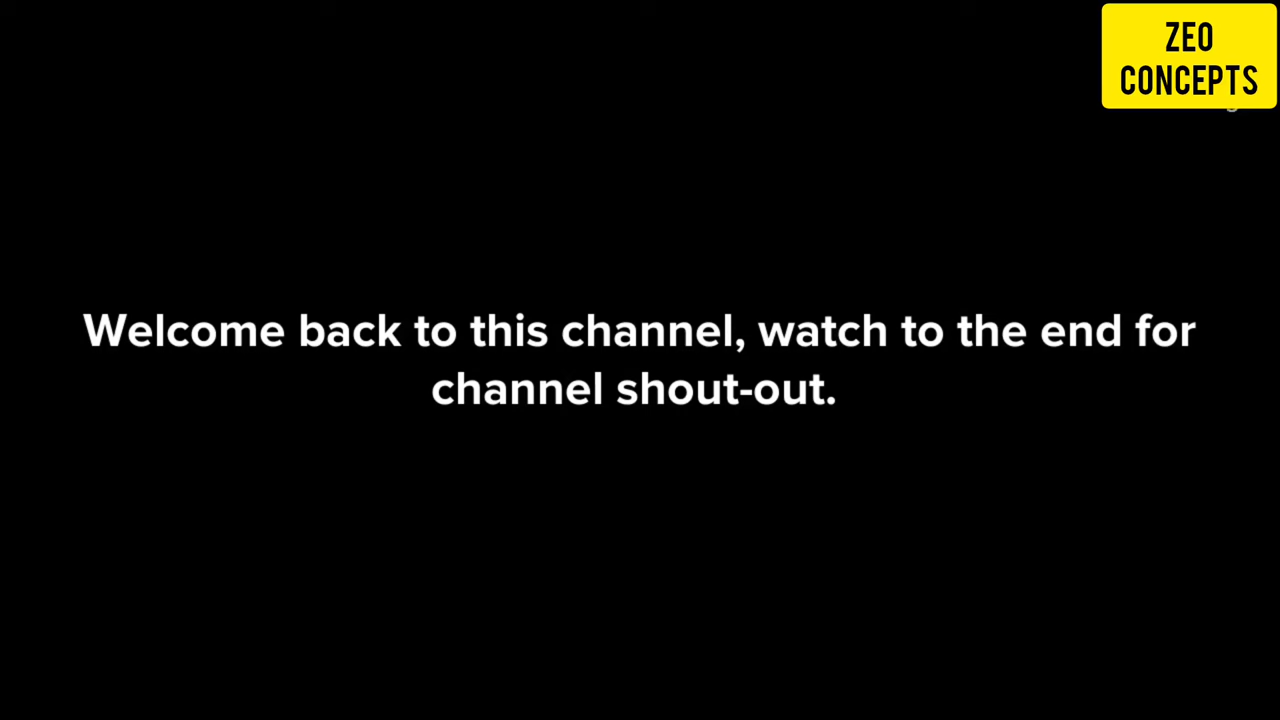 ZEO
CONCEPTS
Welcome back to this channel, watch to the end for
channel shout-out.